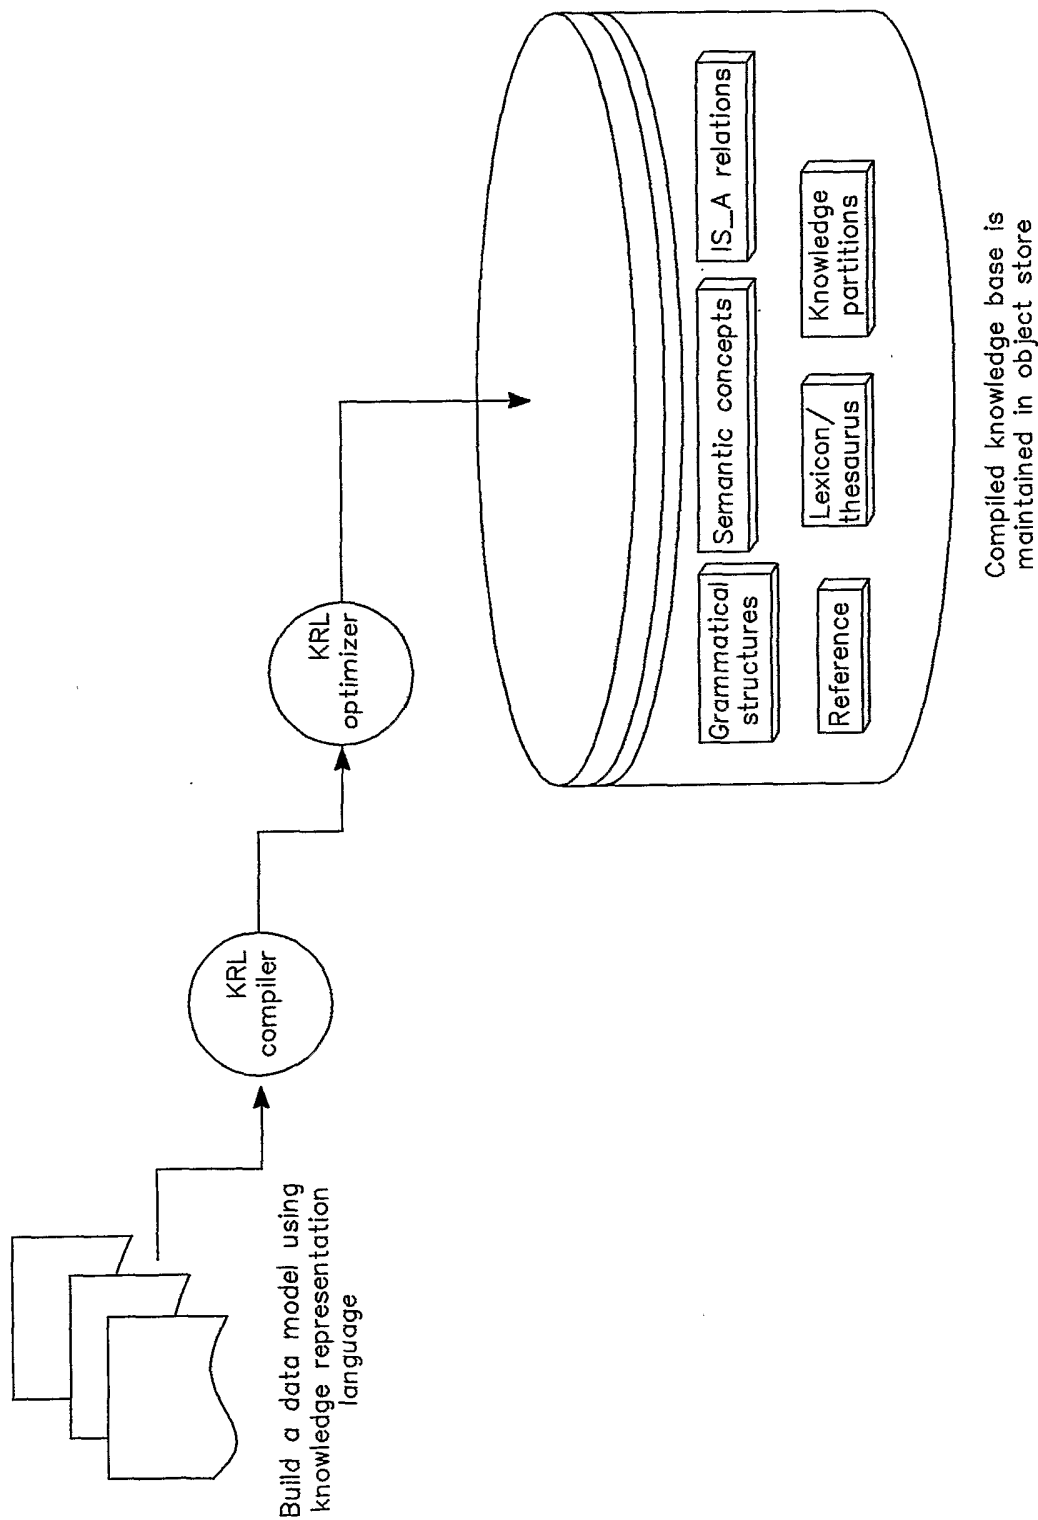 Build a data model using
knowledge representation
language
KRL
compiler
KRL
optimizer
Grammatical
structures
Semantic concepts
IS_A relations
Reference
Lexicon/
thesaurus
Knowledge
partitions
Compiled knowledge base is
maintained in object store